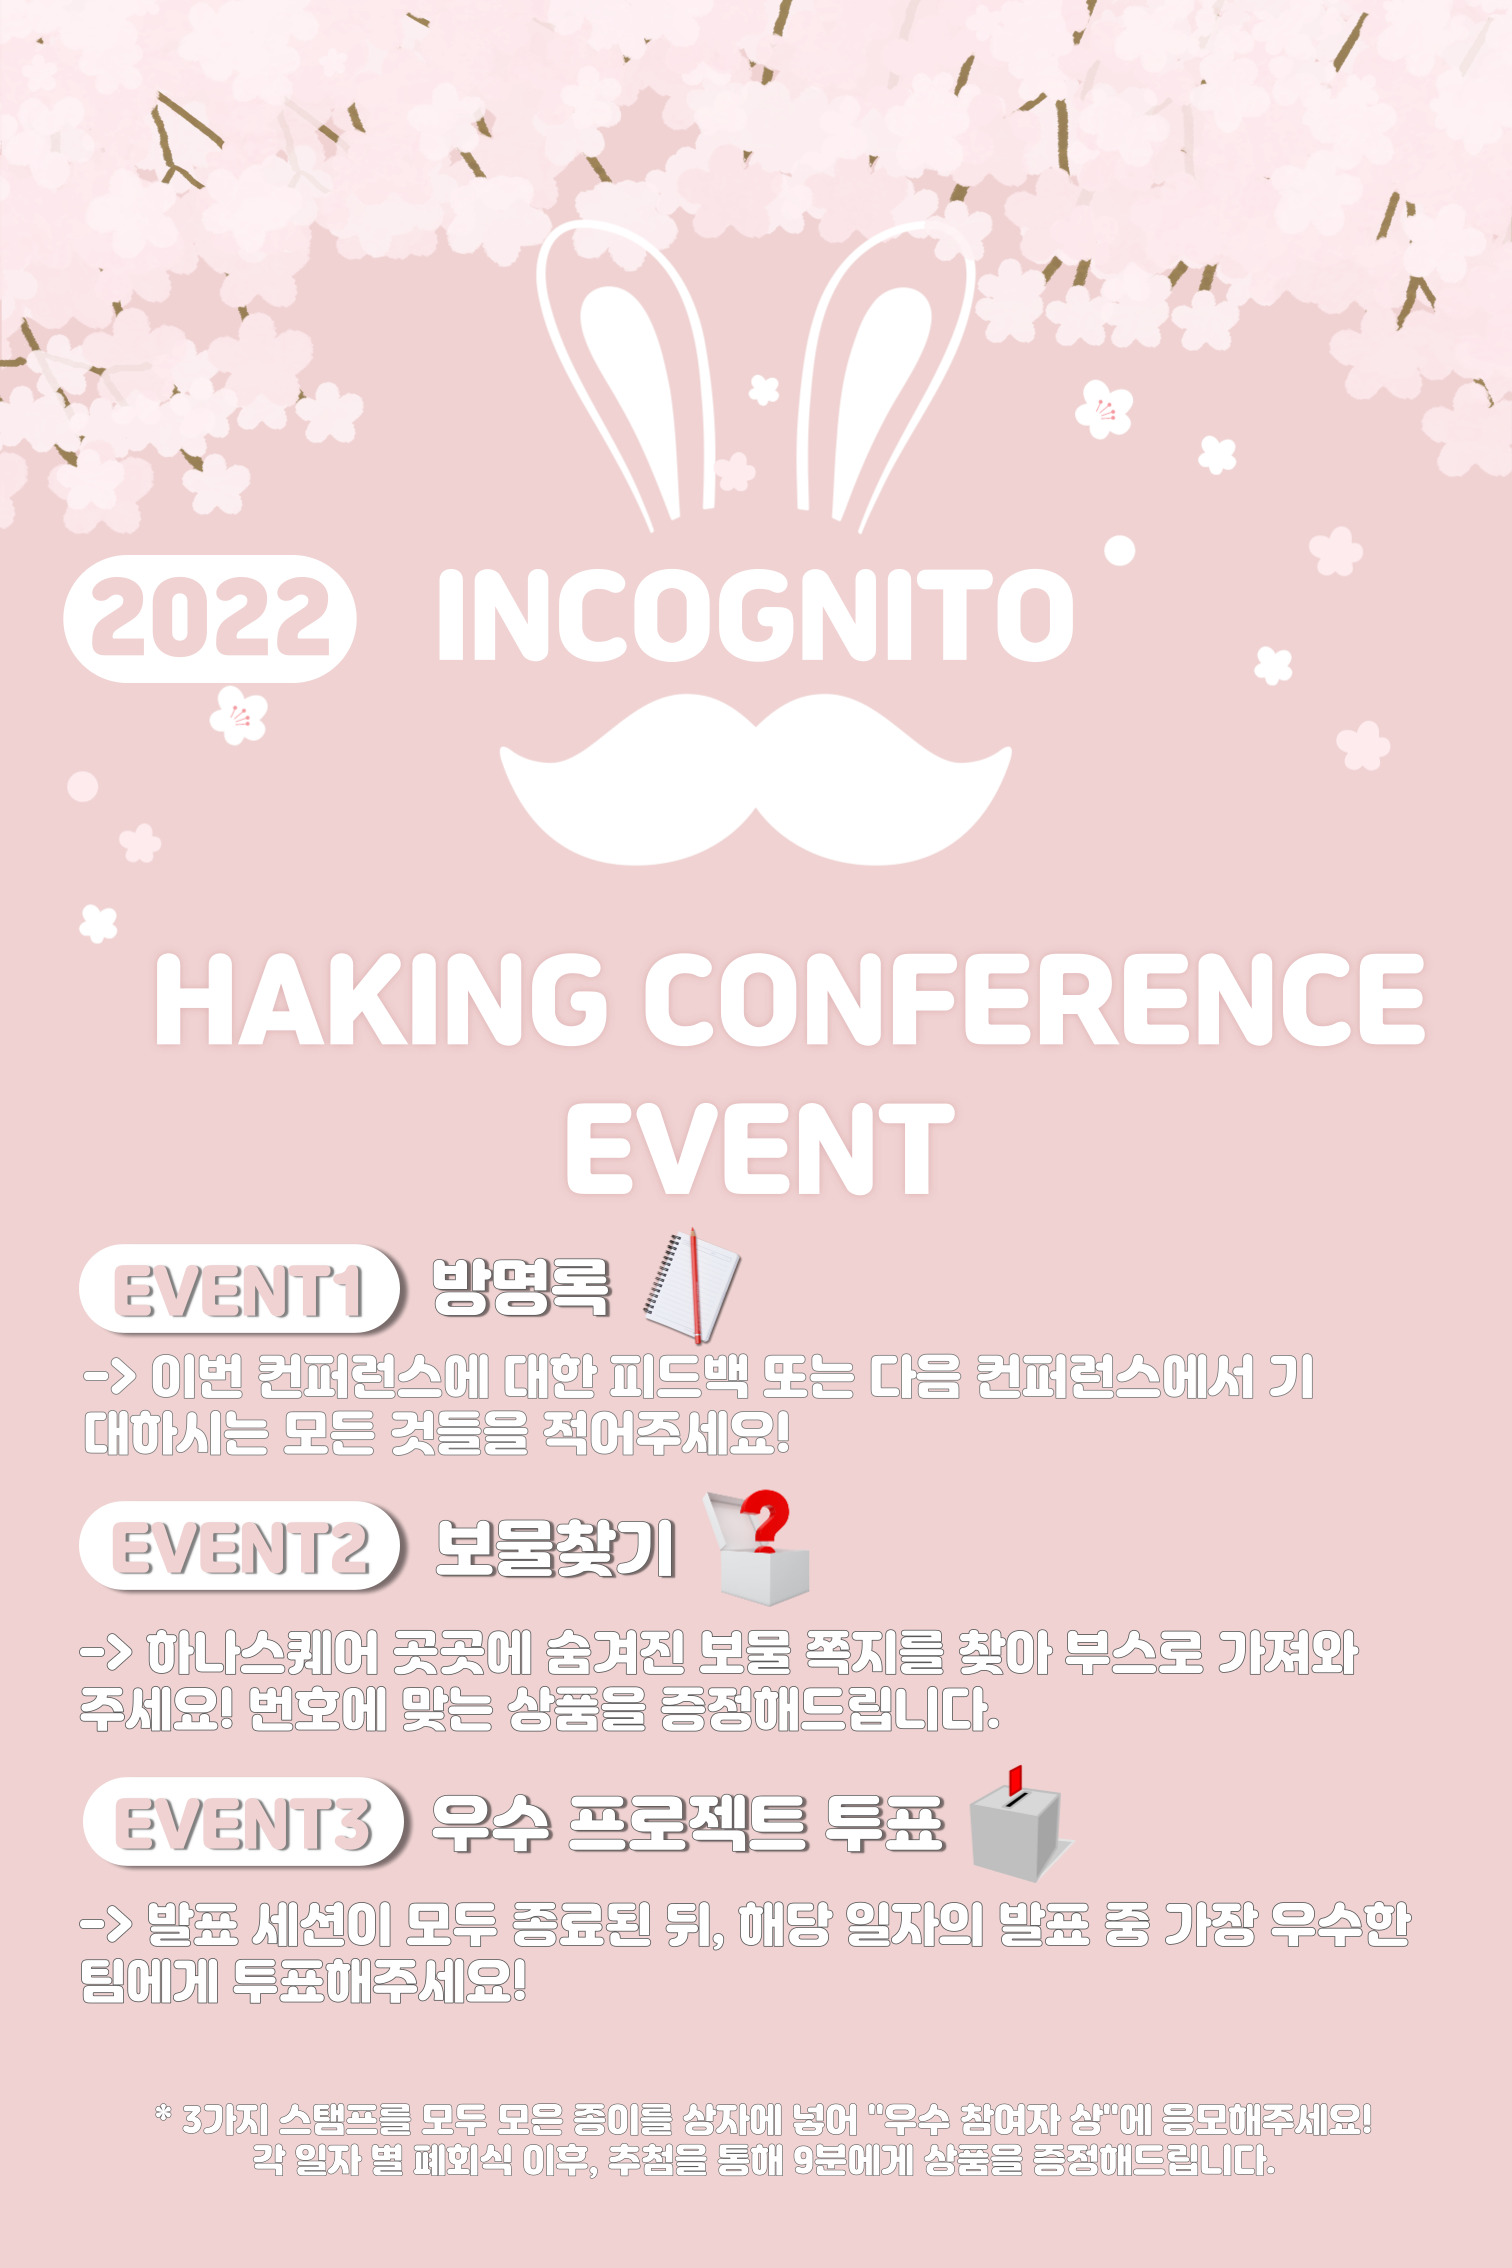 2022
INCOGNITO
HAKING CONFERENCE
EVENT
EVENT1 방명록
-> 이번 컨퍼런스에 대한 피드백 또는 다음 컨퍼런스에서 기
대하시는 모든 것들을 적어주세요!
EVENT2 보물찾기
?
-> 하나스퀘어 곳곳에 숨겨진 보물 쪽지를 찾아 부스로 가져와
주세요! 번호에 맞는 상품을 증정해드립니다.
EVENT3 우수 프로젝트 투표
-> 발표 세션이 모두 종료된 뒤, 해당 일자의 발표 중 가장 우수한
팀에게 투표해주세요!
* 3가지 스탬프를 모두 모은 종이를 상자에 넣어 "우수 참여자 상"에 응모해주세요!
각 일자 별 폐회식 이후, 추첨을 통해 9분에게 상품을 증정해드립니다.